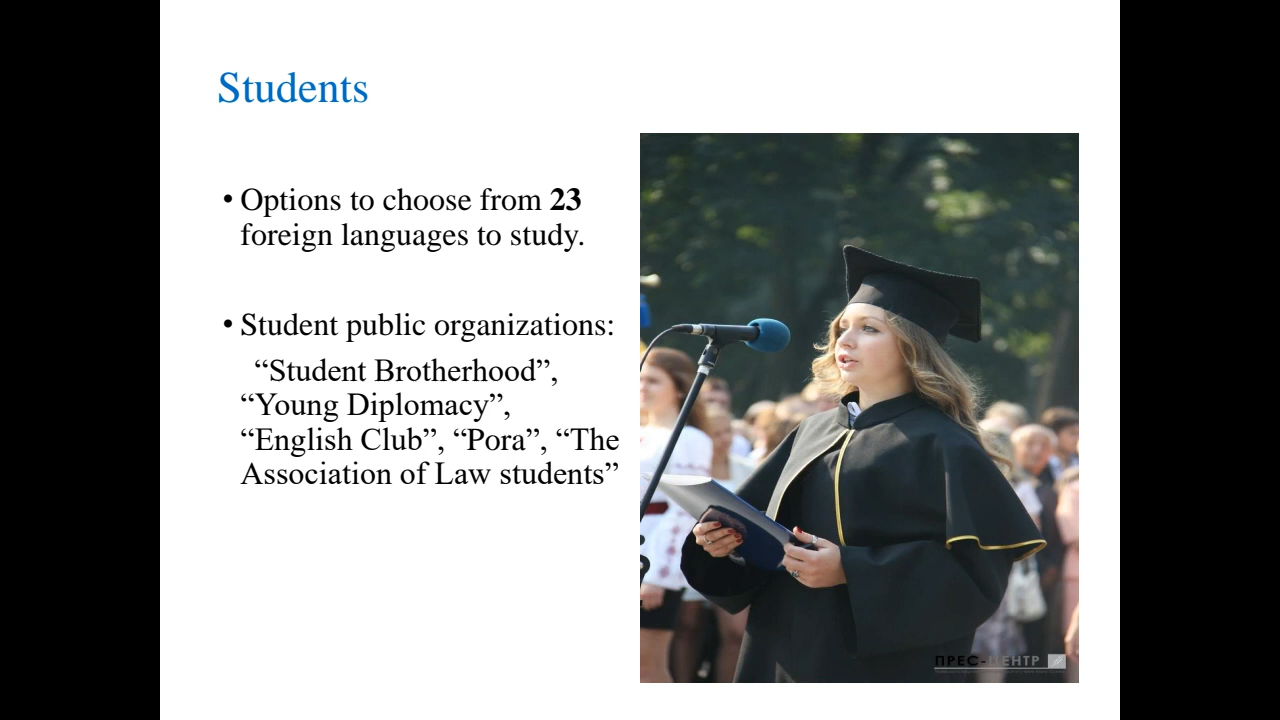 Students
• Options to choose from 23
foreign languages to study.
• Student public organizations:
“Student Brotherhood”,
“Young Diplomacy”,
“English Club”, “Pora”, “The
Association of Law students”
ПРЕС-ЦЕНТР